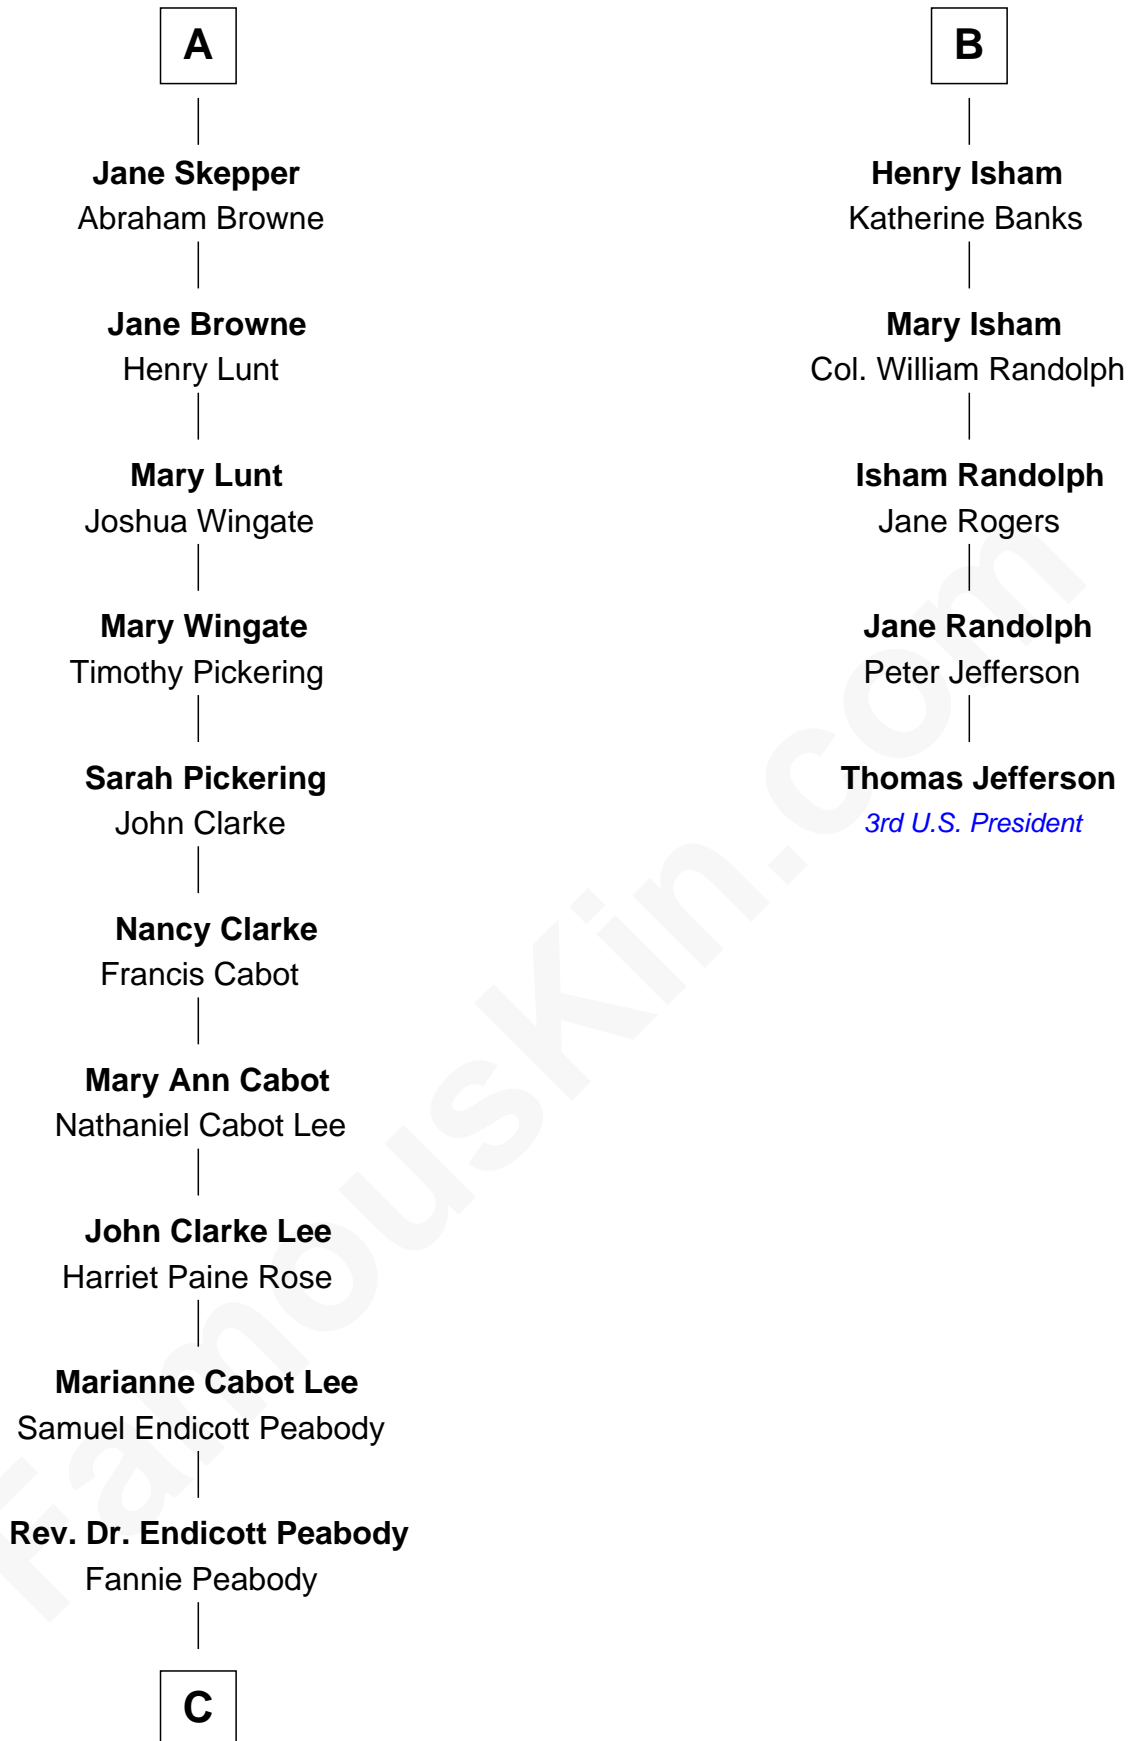 A
Jane Skepper
Abraham Browne
Jane Browne
Henry Lunt
Mary Lunt
Joshua Wingate
Mary Wingate
Timothy Pickering
Sarah Pickering
John Clarke
Nancy Clarke
Francis Cabot
Mary Ann Cabot
Nathaniel Cabot Lee
John Clarke Lee
Harriet Paine Rose
Marianne Cabot Lee
Samuel Endicott Peabody
Rev. Dr. Endicott Peabody
Fannie Peabody
C
B
Henry Isham
Katherine Banks
Mary Isham
Col. William Randolph
Isham Randolph
Jane Rogers
Jane Randolph
Peter Jefferson
Thomas Jefferson
3rd U.S. President
FamousKin.com